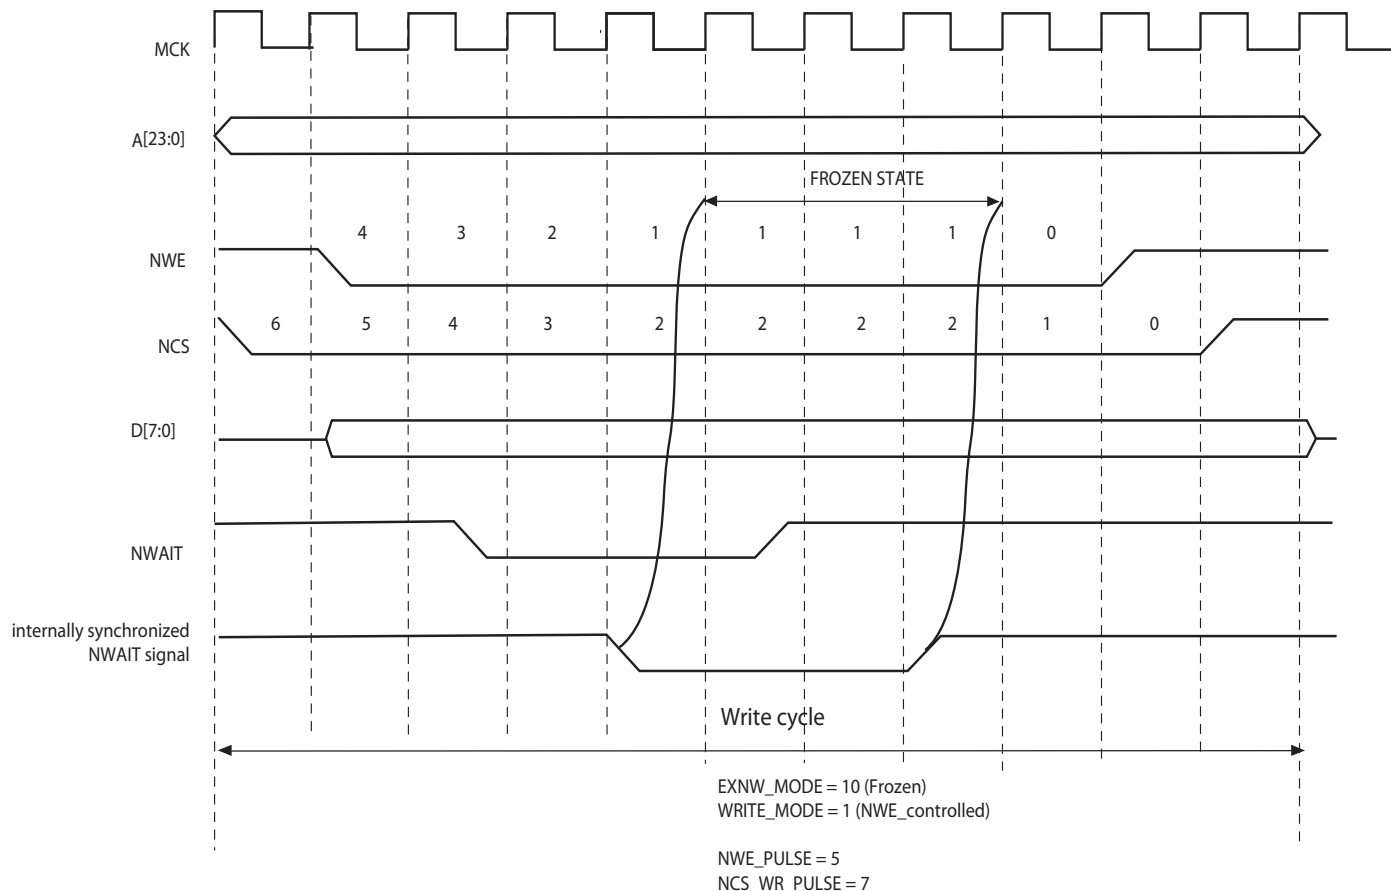 MCK
A[23:0]
FROZEN STATE
4 3 2 1 1 1 1 0
NWE
6 5 4 3 2 2 2 2 1 0
NCS
D[7:0]
NWAIT
internally synchronized
NWAIT signal
Write cycle
EXNW_MODE = 10 (Frozen)
WRITE_MODE = 1 (NWE_controlled)
NWE_PULSE = 5
NCS_WR_PULSE = 7